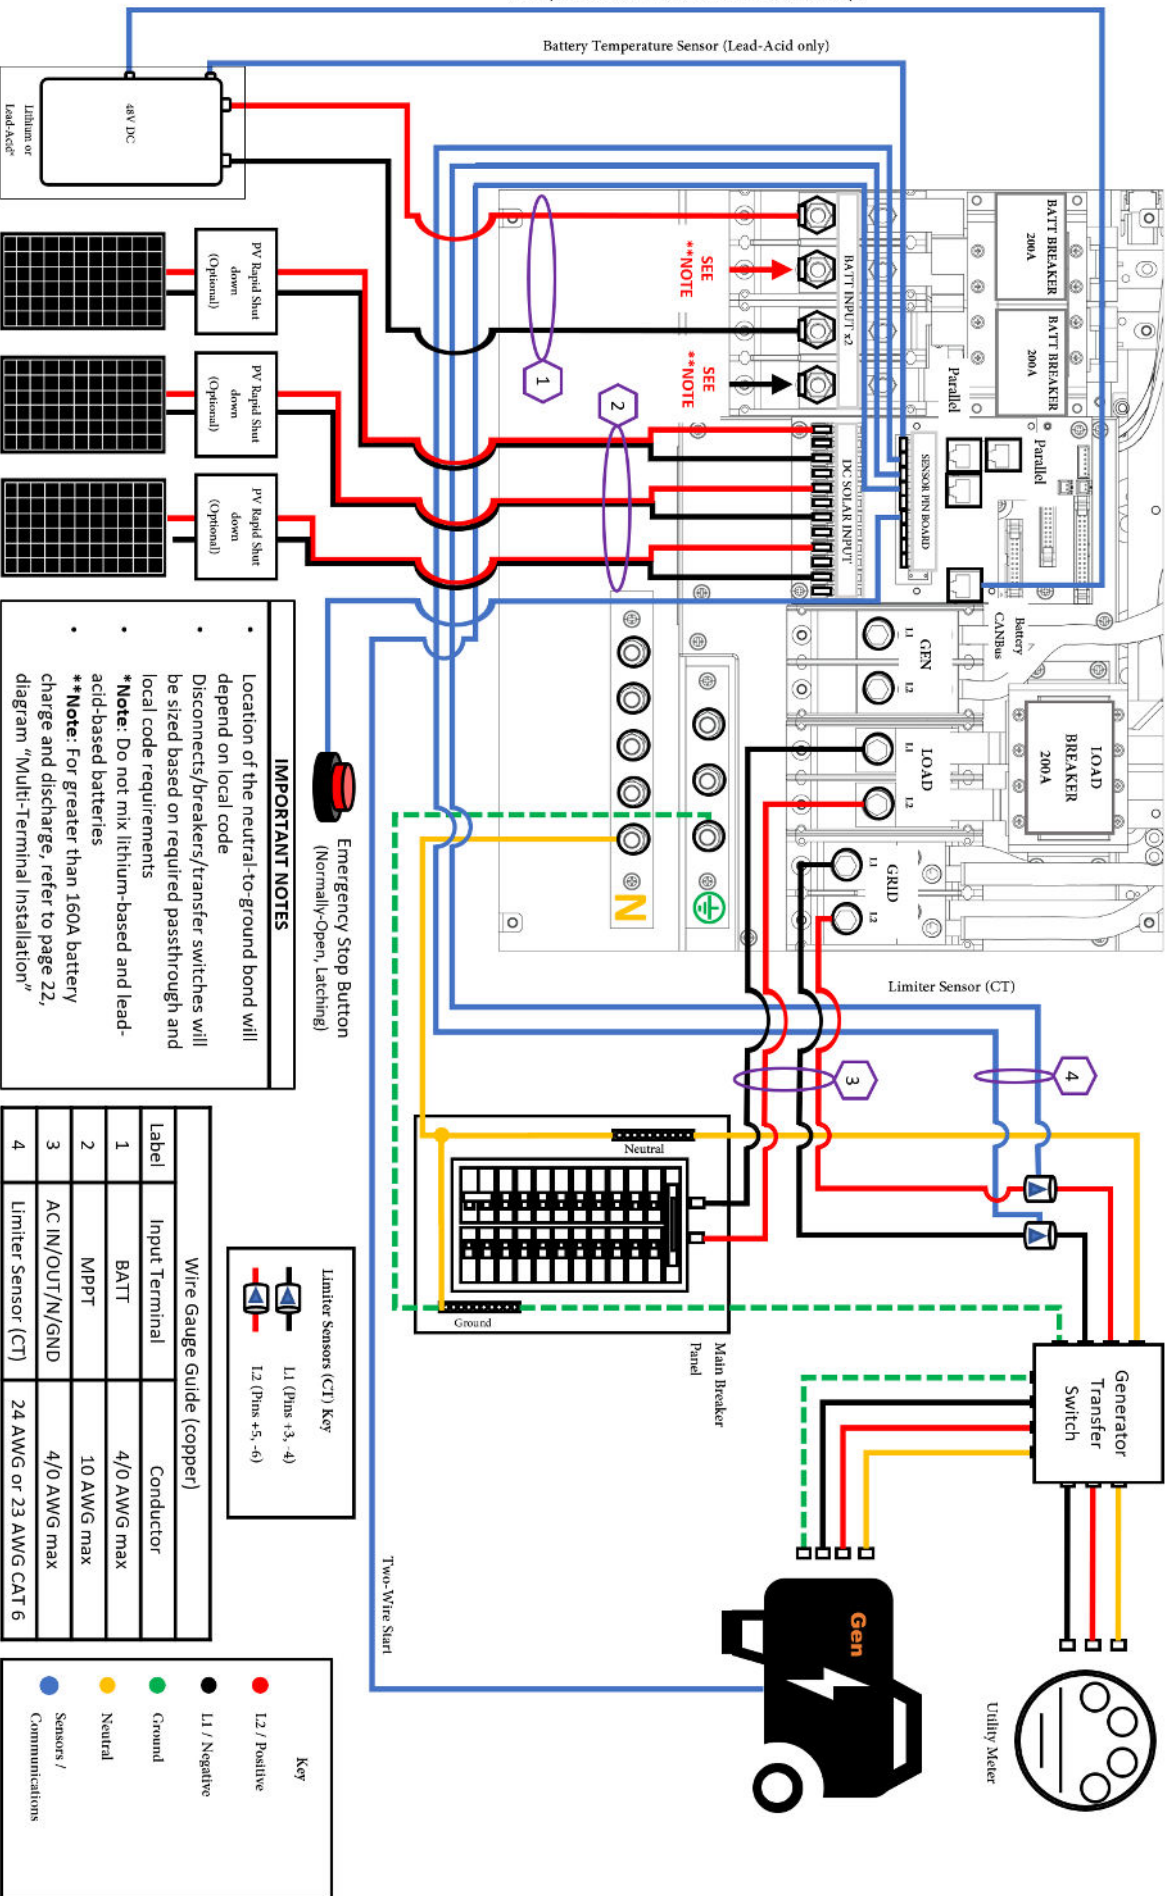 Battery Temperature Sensor (Lead-Acid only)
48V DC
Lithium or
Lead-Acid*
PV Rapid Shut
down
(Optional)
PV Rapid Shut
down
(Optional)
PV Rapid Shut
down
(Optional)
BATT BREAKER
200A
BATT BREAKER
200A
BATT INPUT x2
SEE
**NOTE
SEE
**NOTE
1
2
Parallel
Parallel
SENSOR PIN BOARD
DC SOLAR INPUT
Battery
CANBus
GEN
L1
L2
LOAD
L1
L2
LOAD
BREAKER
200A
GRID
L1
L2
N
Limiter Sensor (CT)
3
4
Emergency Stop Button
(Normally-Open, Latching)
IMPORTANT NOTES
• Location of the neutral-to-ground bond will
depend on local code
• Disconnects/breakers/transfer switches will
be sized based on required passthrough and
local code requirements
• *Note: Do not mix lithium-based and lead-
acid-based batteries
• **Note: For greater than 160A battery
charge and discharge, refer to page 22,
diagram “Multi-Terminal Installation”
Neutral
Ground
Main Breaker
Panel
Generator
Transfer
Switch
Gen
Utility Meter
Two-Wire Start
Limiter Sensors (CT) Key
L1 (Pins +3, -4)
L2 (Pins +5, -6)
Wire Gauge Guide (copper)
Label Input Terminal Conductor
1 BATT 4/0 AWG max
2 MPPT 10 AWG max
3 AC IN/OUT/N/GND 4/0 AWG max
4 Limiter Sensor (CT) 24 AWG or 23 AWG CAT 6
Key
L2 / Positive
L1 / Negative
Ground
Neutral
Sensors /
Communications